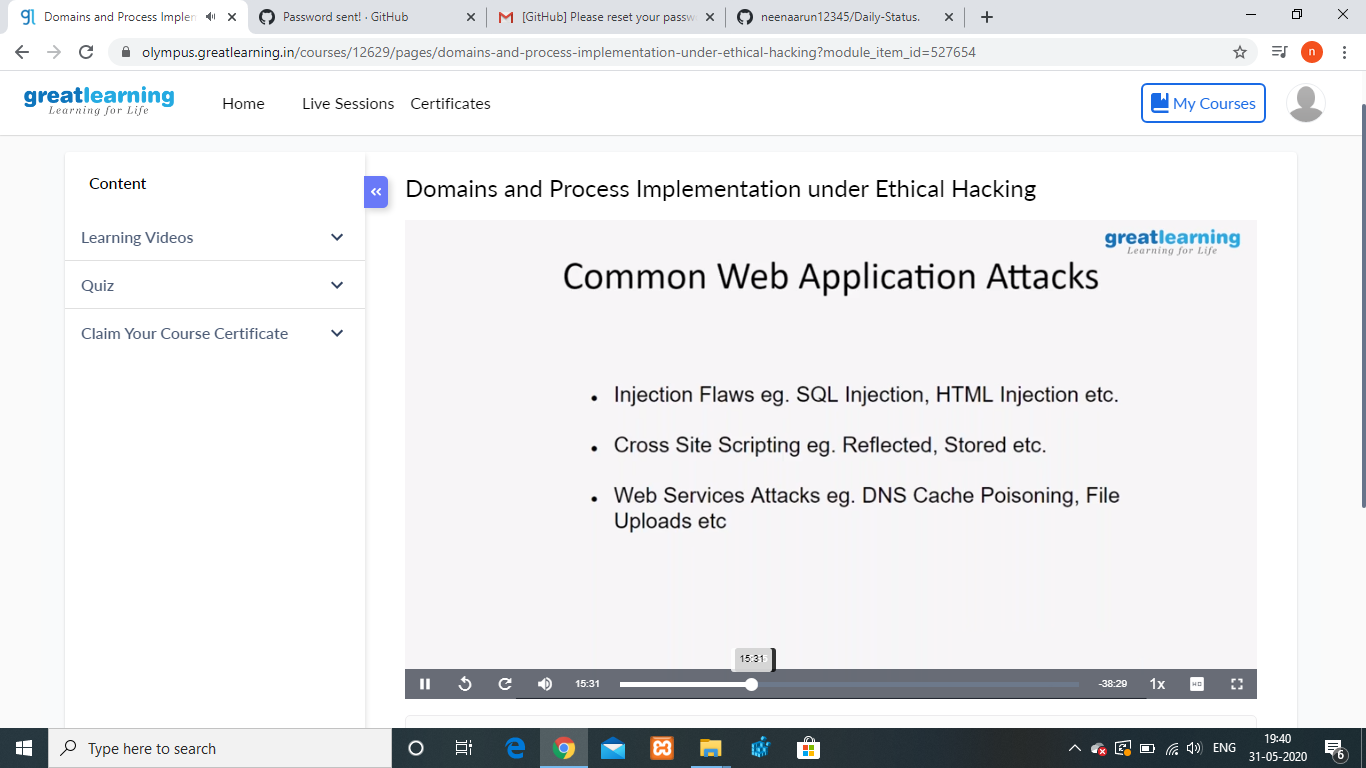 Domains and Process Implen
Password sent! · GitHub
[GitHub] Please reset your passw
neenaarun12345/Daily-Status.
olympus.greatlearning.in/courses/12629/pages/domains-and-process-implementation-under-ethical-hacking?module_item_id=527654
n
greatlearning
Learning for Life
Home
Live Sessions
Certificates
My Courses
Content
Learning Videos
Quiz
Claim Your Course Certificate
Domains and Process Implementation under Ethical Hacking
greatlearning
Learning for Life
Common Web Application Attacks
Injection Flaws eg. SQL Injection, HTML Injection etc.
Cross Site Scripting eg. Reflected, Stored etc.
Web Services Attacks eg. DNS Cache Poisoning, File
Uploads etc
15:31
15:31
-38:29
1x
HD
Type here to search
ENG
19:40
31-05-2020
6